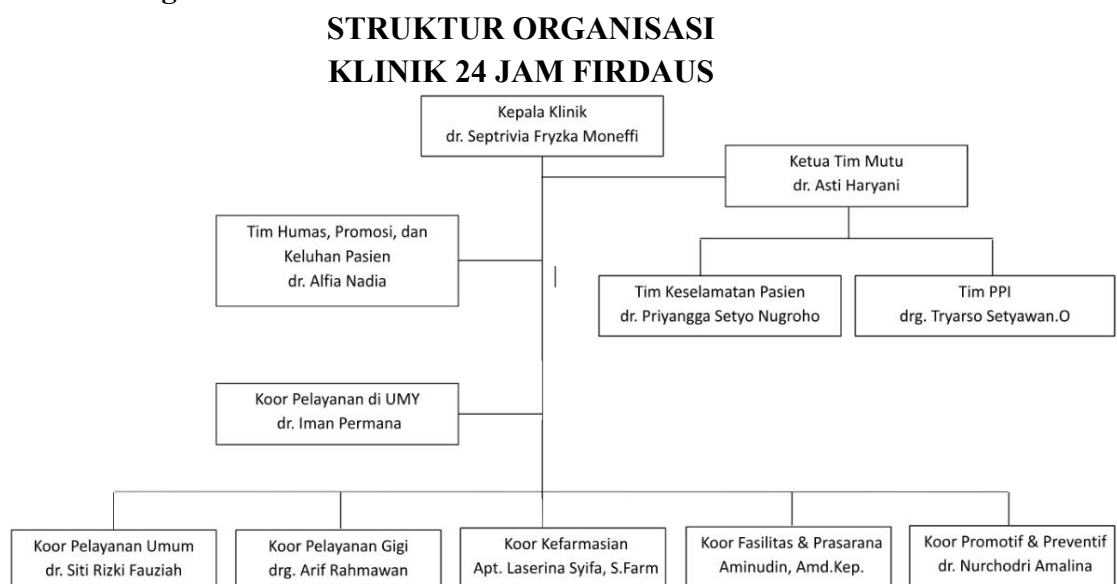 STRUKTUR ORGANISASI
KLINIK 24 JAM FIRDAUS
Kepala Klinik
dr. Septrivia Fryzka Moneffi
Ketua Tim Mutu
dr. Asti Haryani
Tim Humas, Promosi, dan
Keluhan Pasien
dr. Alfia Nadia
Tim Keselamatan Pasien
dr. Priyangga Setyo Nugroho
Tim PPI
drg. Tryarso Setyawan.O
Koor Pelayanan di UMY
dr. Iman Permana
Koor Pelayanan Umum
dr. Siti Rizki Fauziah
Koor Pelayanan Gigi
drg. Arif Rahmawan
Koor Kefarmasian
Apt. Laserina Syifa, S.Farm
Koor Fasilitas & Prasarana
Aminudin, Amd.Kep.
Koor Promotif & Preventif
dr. Nurchodri Amalina